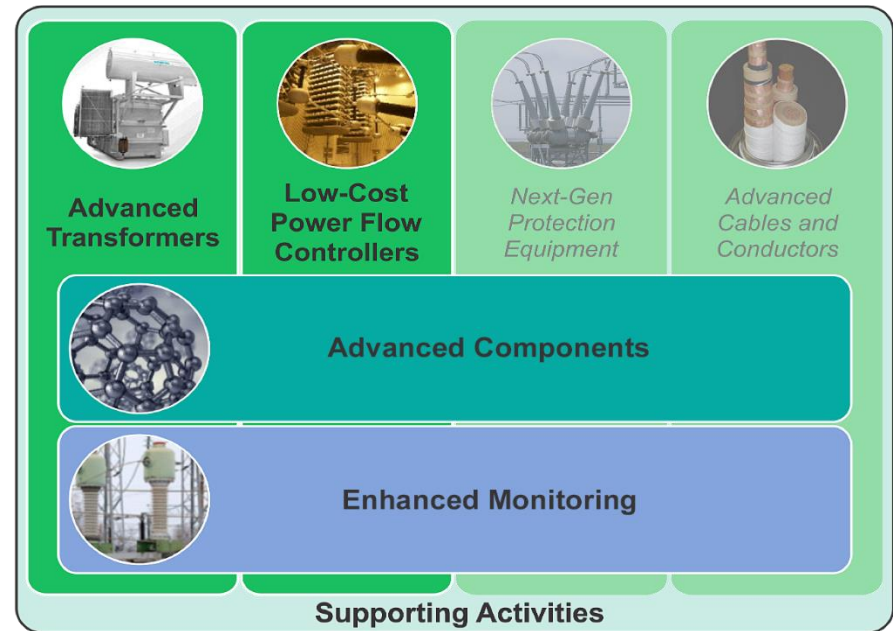 Advanced
Transformers
Low-Cost
Power Flow
Controllers
Next-Gen
Protection
Equipment
Advanced
Cables and
Conductors
Advanced Components
Enhanced Monitoring
Supporting Activities